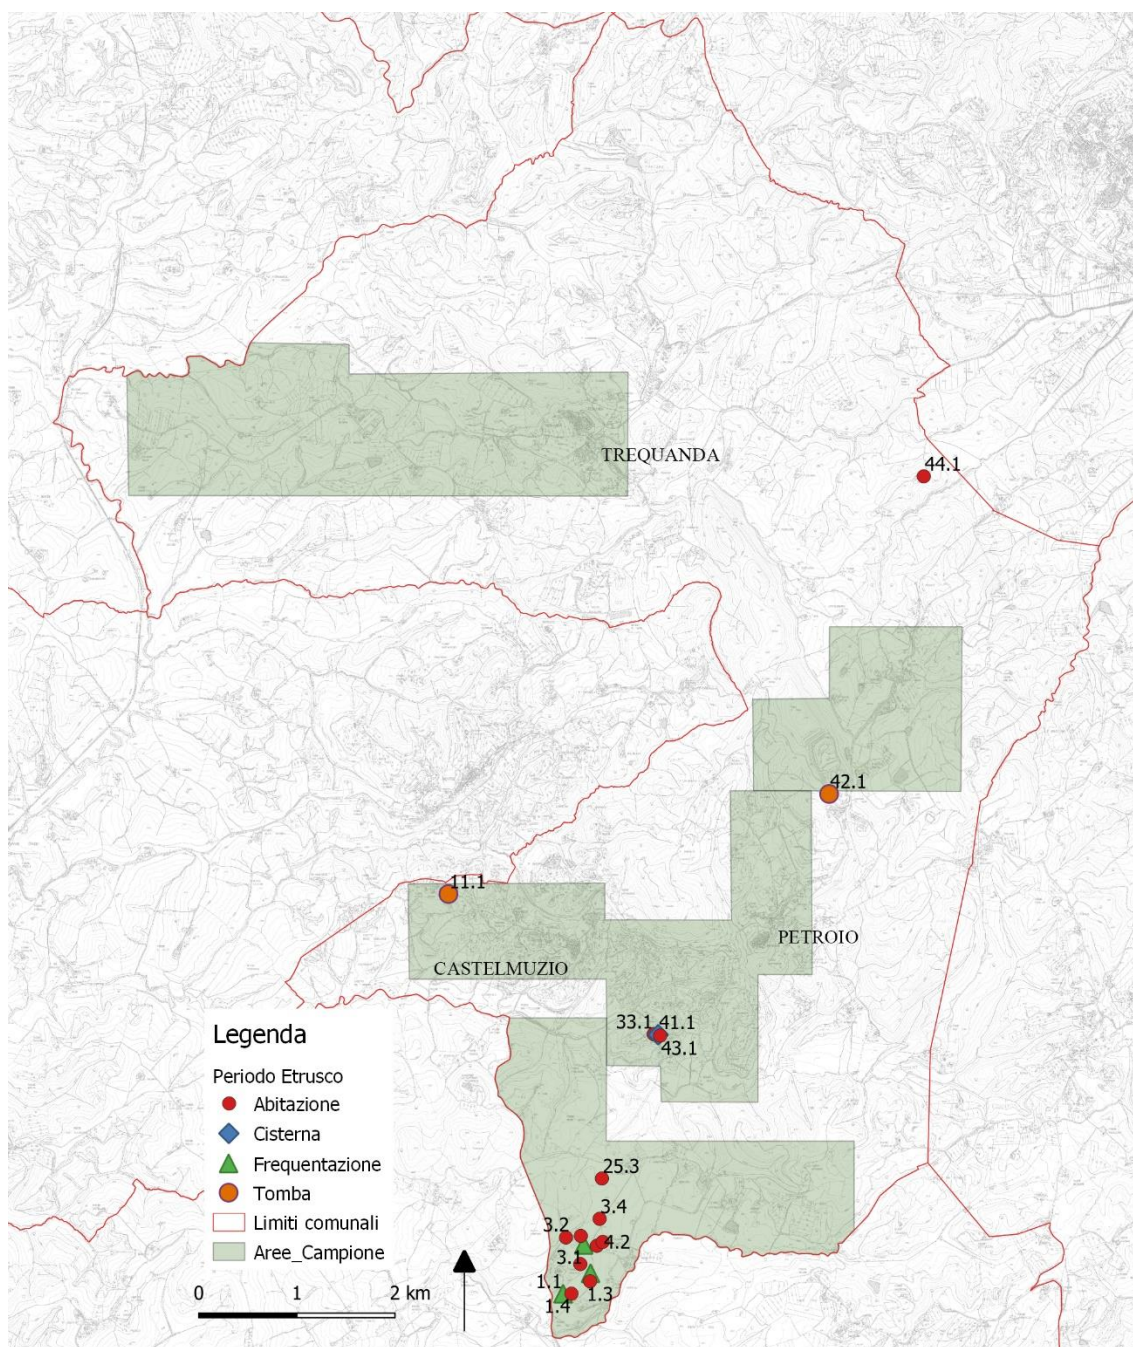 TREQUANDA
44.1
42.1
11.1
PETROIO
CASTELMUZIO
33.1 41.1
43.1
Legenda
Periodo Etrusco
Abitazione
Cisterna
Frequentazione
Tomba
Limiti comunali
Aree_Campione
0 1 2 km
25.3
3.4
3.2
4.2
3.1
1.1
1.3
1.4